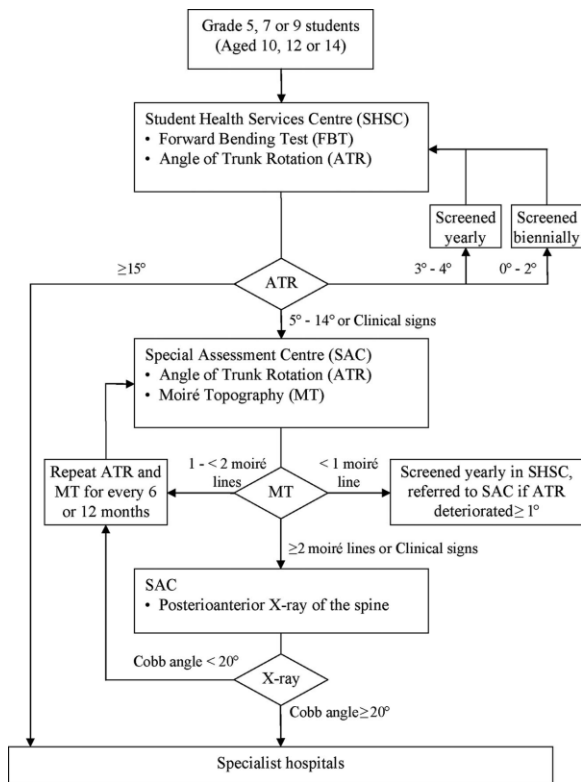 Grade 5, 7 or 9 students
(Aged 10, 12 or 14)
Student Health Services Centre (SHSC)
• Forward Bending Test (FBT)
• Angle of Trunk Rotation (ATR)
Screened
yearly
Screened
biennially
≥15°
ATR
3° - 4°
0° - 2°
5° - 14° or Clinical signs
Special Assessment Centre (SAC)
• Angle of Trunk Rotation (ATR)
• Moiré Topography (MT)
Repeat ATR and
MT for every 6
or 12 months
1 - < 2 moiré
lines
MT
< 1 moiré
line
Screened yearly in SHSC,
referred to SAC if ATR
deteriorated ≥ 1°
≥2 moiré lines or Clinical signs
SAC
• Posterioanterior X-ray of the spine
Cobb angle < 20°
X-ray
Cobb angle ≥ 20°
Specialist hospitals